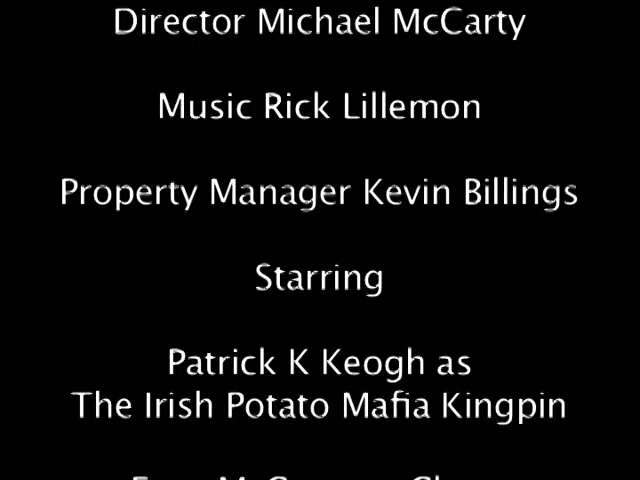 Director Michael McCarty
Music Rick Lillemon
Property Manager Kevin Billings
Starring
Patrick K Keogh as
The Irish Potato Mafia Kingpin